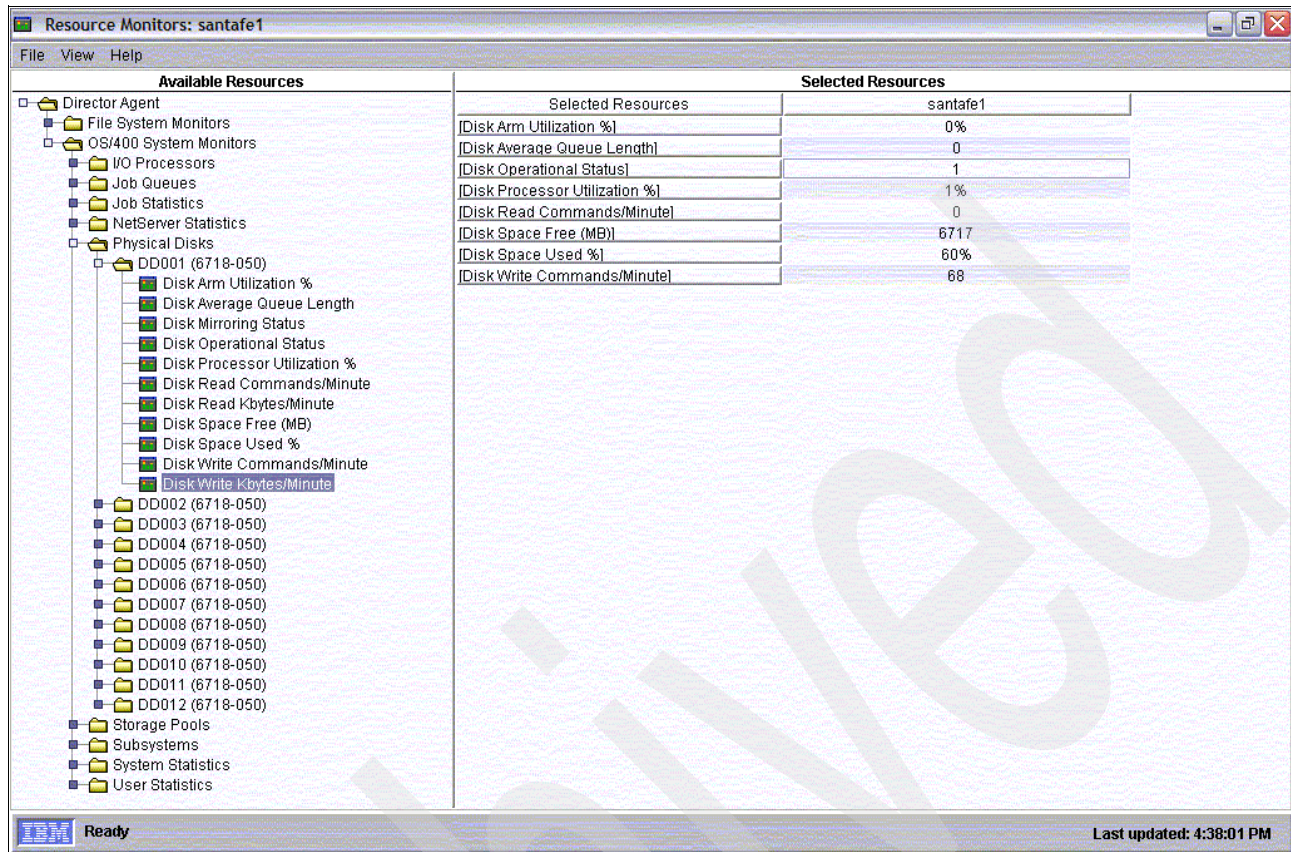 Resource Monitors: santafe1
File View Help
Available Resources
Director Agent
File System Monitors
OS/400 System Monitors
I/O Processors
Job Queues
Job Statistics
NetServer Statistics
Physical Disks
DD001 (6718-050)
Disk Arm Utilization %
Disk Average Queue Length
Disk Mirroring Status
Disk Operational Status
Disk Processor Utilization %
Disk Read Commands/Minute
Disk Read Kbytes/Minute
Disk Space Free (MB)
Disk Space Used %
Disk Write Commands/Minute
Disk Write Kbytes/Minute
DD002 (6718-050)
DD003 (6718-050)
DD004 (6718-050)
DD005 (6718-050)
DD006 (6718-050)
DD007 (6718-050)
DD008 (6718-050)
DD009 (6718-050)
DD010 (6718-050)
DD011 (6718-050)
DD012 (6718-050)
Storage Pools
Subsystems
System Statistics
User Statistics
Selected Resources
Selected Resources santafe1
[Disk Arm Utilization %] 0%
[Disk Average Queue Length] 0
[Disk Operational Status] 1
[Disk Processor Utilization %] 1%
[Disk Read Commands/Minute] 0
[Disk Space Free (MB)] 6717
[Disk Space Used %] 60%
[Disk Write Commands/Minute] 68
IBM Ready
Last updated: 4:38:01 PM